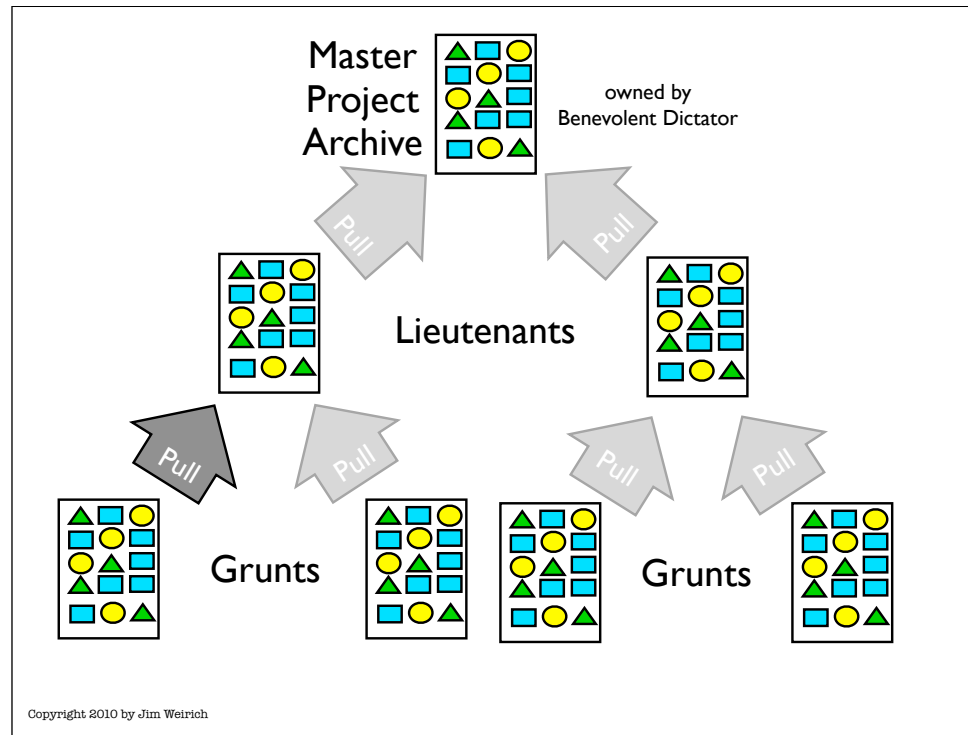 Master
Project
Archive
owned by
Benevolent Dictator
Pull
Pull
Lieutenants
Pull
Pull
Pull
Pull
Grunts
Grunts
Copyright 2010 by Jim Weirich